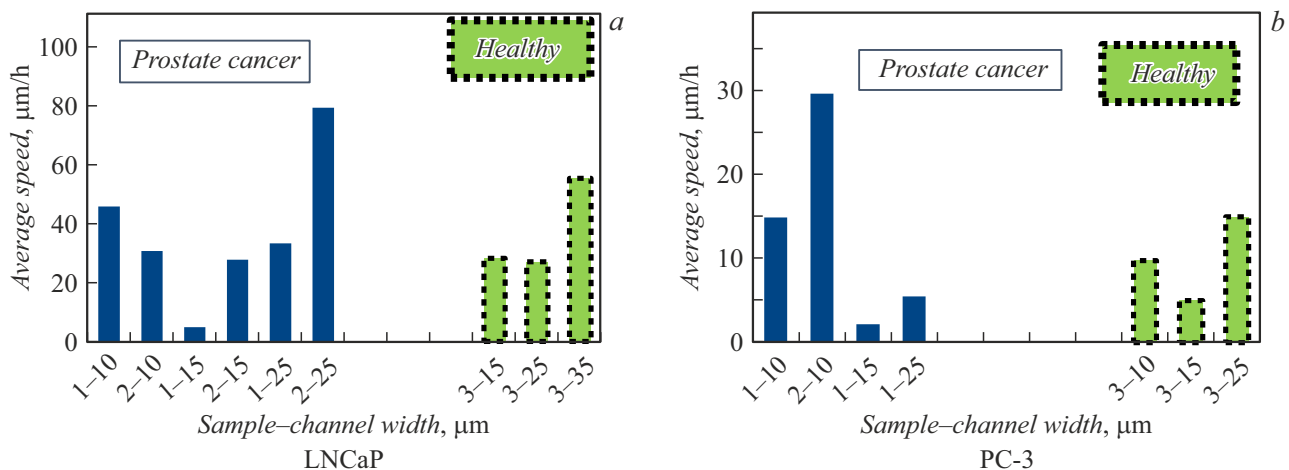 a
Prostate cancer
Healthy
Average speed, μm/h
100
80
60
40
20
0
1–10
2–10
1–15
2–15
1–25
2–25
3–15
3–25
3–35
Sample–channel width, μm
LNCaP
b
Prostate cancer
Healthy
Average speed, μm/h
30
20
10
0
1–10
2–10
1–15
1–25
3–10
3–15
3–25
Sample–channel width, μm
PC-3